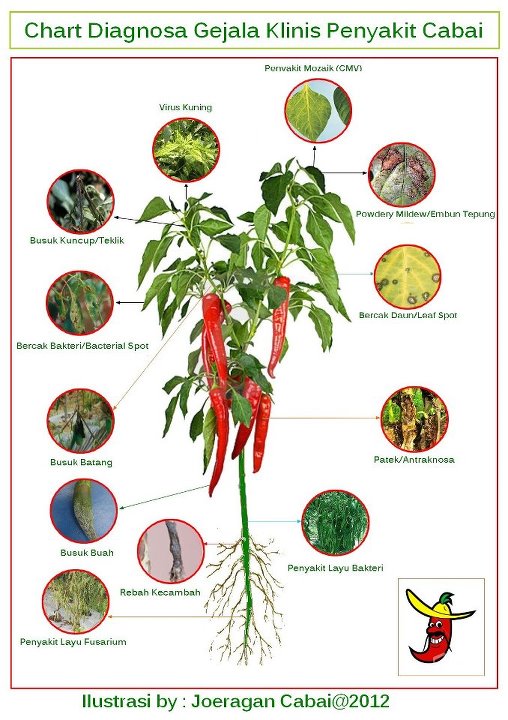 Chart Diagnosa Gejala Klinis Penyakit Cabai
Penyakit Mozaik (CMV)
Virus Kuning
Powdery Mildew/Embun Tepung
Busuk Kuncup/Teklik
Bercak Daun/Leaf Spot
Bercak Bakteri/Bacterial Spot
Busuk Batang
Patek/Antraknosa
Busuk Buah
Penyakit Layu Bakteri
Rebah Kecambah
Penyakit Layu Fusarium
Ilustrasi by : Joeragan Cabai@2012